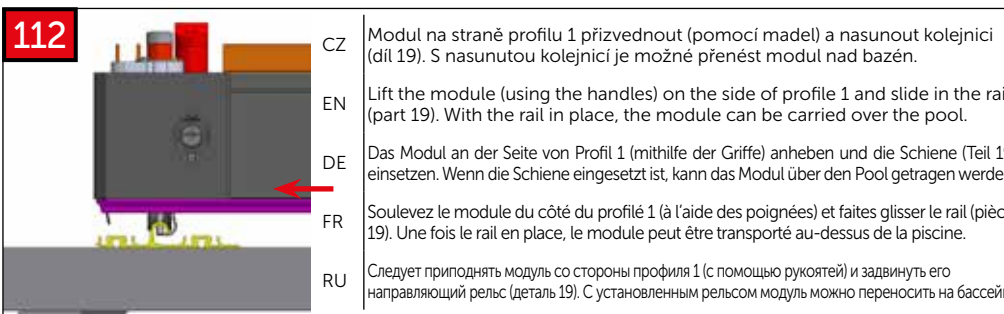 112
CZ
Modul na straně profilu 1 přizvednout (pomocí madel) a nasunout kolejnici
(díl 19). S nasunutou kolejnicí je možné přenést modul nad bazén.
EN
Lift the module (using the handles) on the side of profile 1 and slide in the rai
(part 19). With the rail in place, the module can be carried over the pool.
DE
Das Modul an der Seite von Profil 1 (mithilfe der Griffe) anheben und die Schiene (Teil 1
einsetzen. Wenn die Schiene eingesetzt ist, kann das Modul über den Pool getragen werde
FR
Soulevez le module du côté du profilé 1 (à l'aide des poignées) et faites glisser le rail (pièc
19). Une fois le rail en place, le module peut être transporté au-dessus de la piscine.
RU
Следует приподнять модуль со стороны профиля 1 (с помощью рукоятей) и задвинуть его
направляющий рельс (деталь 19). С установленным рельсом модуль можно переносить на бассей